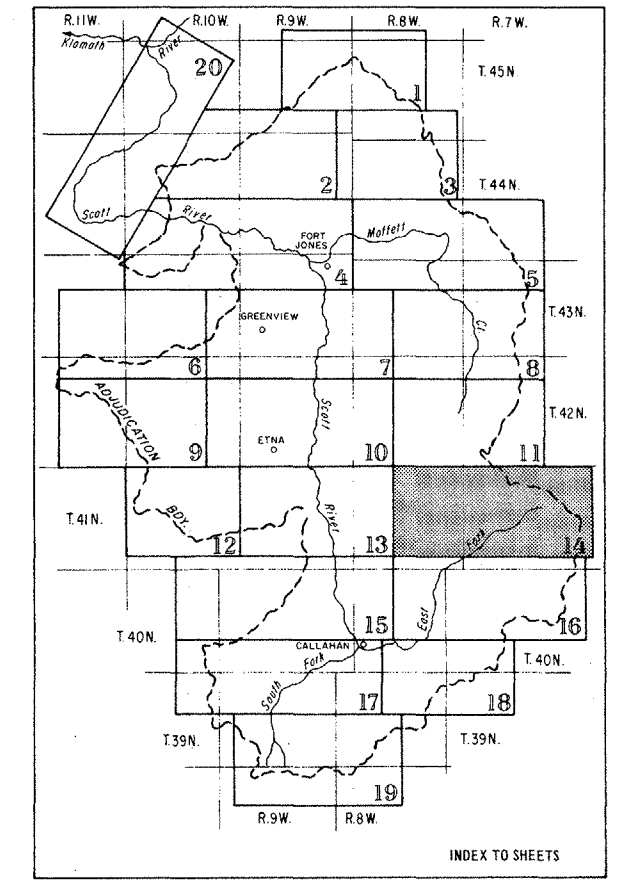 R.11W. R.10W. R.9W. R.8W. R.7W.
Klamath River
20
T.45N.
1
2
3
T.44N.
Scott River
FORT JONES
Moffett
4
5
GREENVIEW
Cr.
T.43N.
6
7
8
ADJUDICATION
Scott
T.42N.
ETNA
9
10
11
T.41N.
BDY.
River
Fork
12
13
14
East
T.40N.
15
16
CALLAHAN
South Fork
T.40N.
17
18
T.39N.
T.39N.
19
R.9W. R.8W.
INDEX TO SHEETS